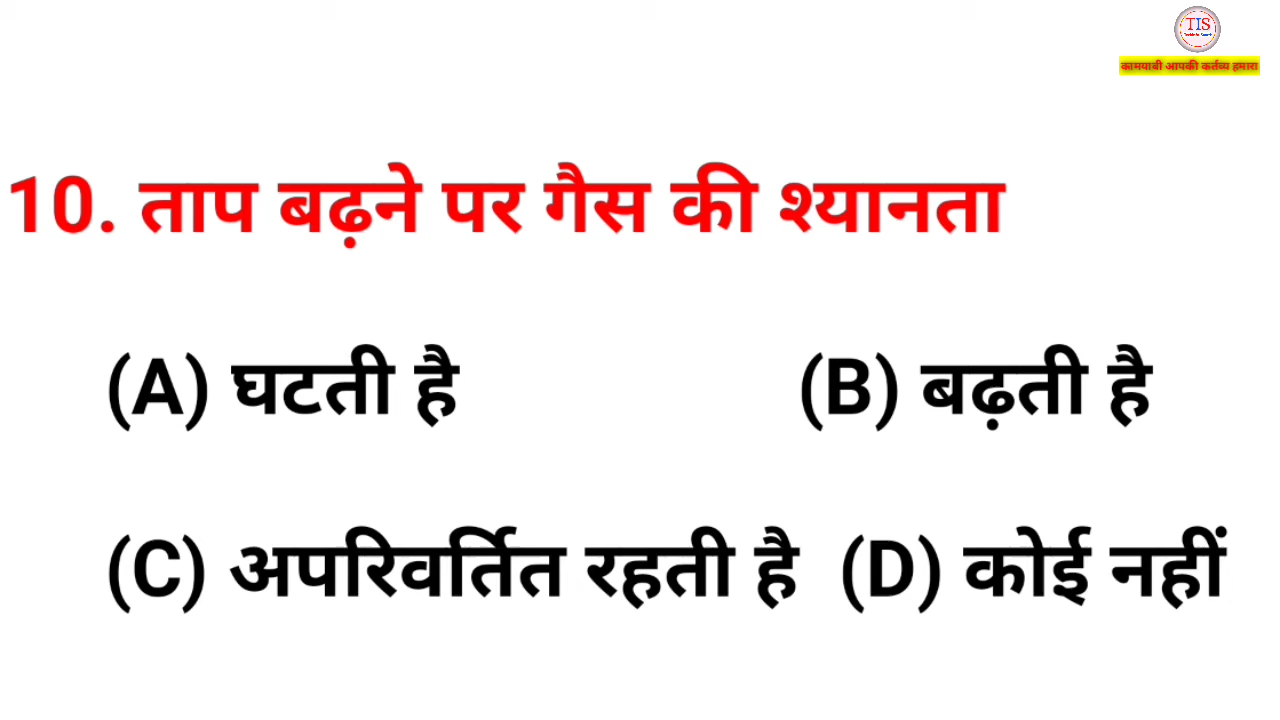 TIS
कामयाबी आपकी कर्तव्य हमारा
10. ताप बढ़ने पर गैस की श्यानता
(A) घटती है (B) बढ़ती है
(C) अपरिवर्तित रहती है (D) कोई नहीं